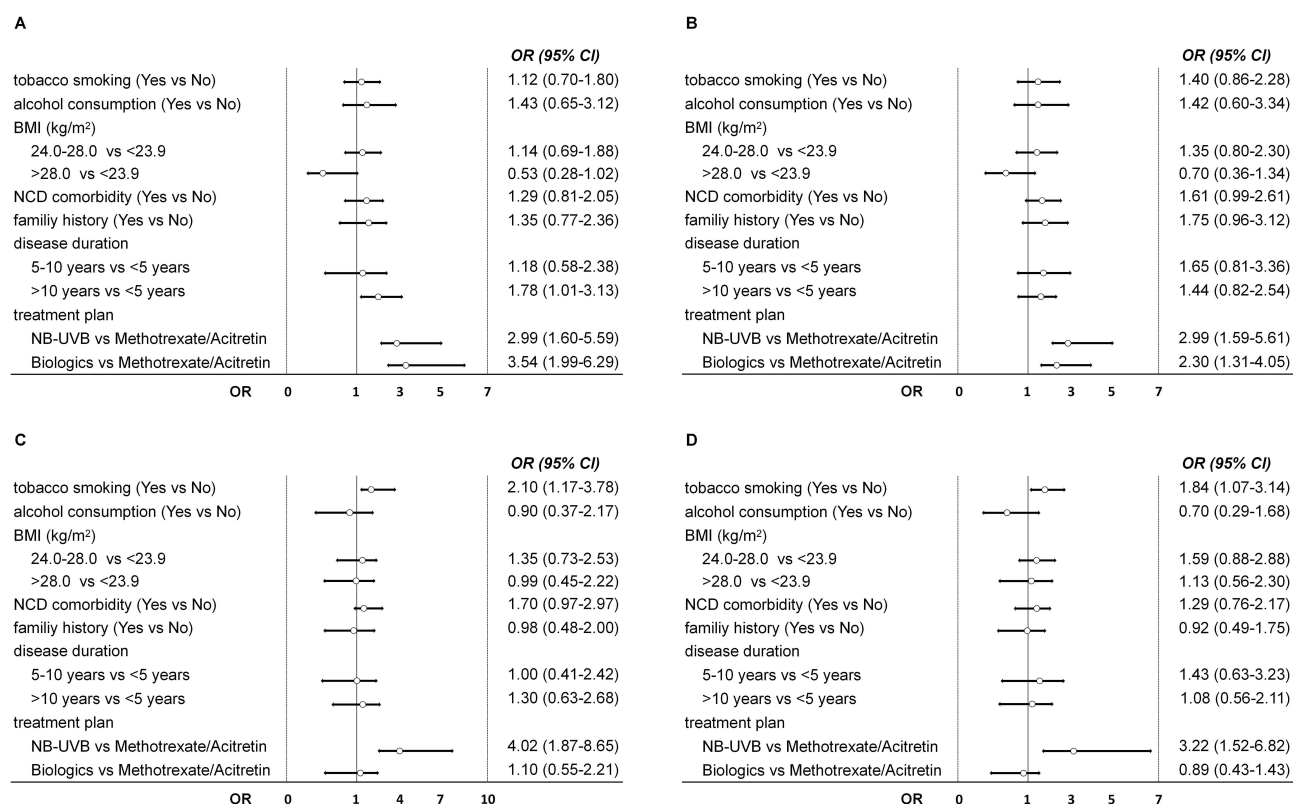 A
OR (95% CI)
tobacco smoking (Yes vs No) 1.12 (0.70-1.80)
alcohol consumption (Yes vs No) 1.43 (0.65-3.12)
BMI (kg/m²)
24.0-28.0 vs <23.9 1.14 (0.69-1.88)
>28.0 vs <23.9 0.53 (0.28-1.02)
NCD comorbidity (Yes vs No) 1.29 (0.81-2.05)
familiy history (Yes vs No) 1.35 (0.77-2.36)
disease duration
5-10 years vs <5 years 1.18 (0.58-2.38)
>10 years vs <5 years 1.78 (1.01-3.13)
treatment plan
NB-UVB vs Methotrexate/Acitretin 2.99 (1.60-5.59)
Biologics vs Methotrexate/Acitretin 3.54 (1.99-6.29)
OR 0 1 3 5 7
B
OR (95% CI)
tobacco smoking (Yes vs No) 1.40 (0.86-2.28)
alcohol consumption (Yes vs No) 1.42 (0.60-3.34)
BMI (kg/m²)
24.0-28.0 vs <23.9 1.35 (0.80-2.30)
>28.0 vs <23.9 0.70 (0.36-1.34)
NCD comorbidity (Yes vs No) 1.61 (0.99-2.61)
familiy history (Yes vs No) 1.75 (0.96-3.12)
disease duration
5-10 years vs <5 years 1.65 (0.81-3.36)
>10 years vs <5 years 1.44 (0.82-2.54)
treatment plan
NB-UVB vs Methotrexate/Acitretin 2.99 (1.59-5.61)
Biologics vs Methotrexate/Acitretin 2.30 (1.31-4.05)
OR 0 1 3 5 7
C
OR (95% CI)
tobacco smoking (Yes vs No) 2.10 (1.17-3.78)
alcohol consumption (Yes vs No) 0.90 (0.37-2.17)
BMI (kg/m²)
24.0-28.0 vs <23.9 1.35 (0.73-2.53)
>28.0 vs <23.9 0.99 (0.45-2.22)
NCD comorbidity (Yes vs No) 1.70 (0.97-2.97)
familiy history (Yes vs No) 0.98 (0.48-2.00)
disease duration
5-10 years vs <5 years 1.00 (0.41-2.42)
>10 years vs <5 years 1.30 (0.63-2.68)
treatment plan
NB-UVB vs Methotrexate/Acitretin 4.02 (1.87-8.65)
Biologics vs Methotrexate/Acitretin 1.10 (0.55-2.21)
OR 0 1 4 7 10
D
OR (95% CI)
tobacco smoking (Yes vs No) 1.84 (1.07-3.14)
alcohol consumption (Yes vs No) 0.70 (0.29-1.68)
BMI (kg/m²)
24.0-28.0 vs <23.9 1.59 (0.88-2.88)
>28.0 vs <23.9 1.13 (0.56-2.30)
NCD comorbidity (Yes vs No) 1.29 (0.76-2.17)
familiy history (Yes vs No) 0.92 (0.49-1.75)
disease duration
5-10 years vs <5 years 1.43 (0.63-3.23)
>10 years vs <5 years 1.08 (0.56-2.11)
treatment plan
NB-UVB vs Methotrexate/Acitretin 3.22 (1.52-6.82)
Biologics vs Methotrexate/Acitretin 0.89 (0.43-1.43)
OR 0 1 3 5 7